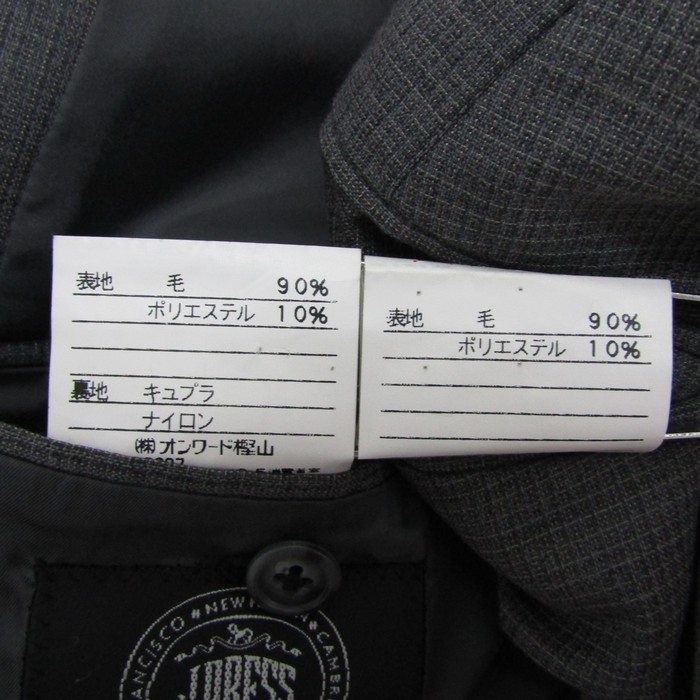 表地 毛 90%
ポリエステル 10%
裏地 キュプラ
ナイロン
(株)オンワード樫山
表地 毛 90%
ポリエステル 10%
J.PRESS